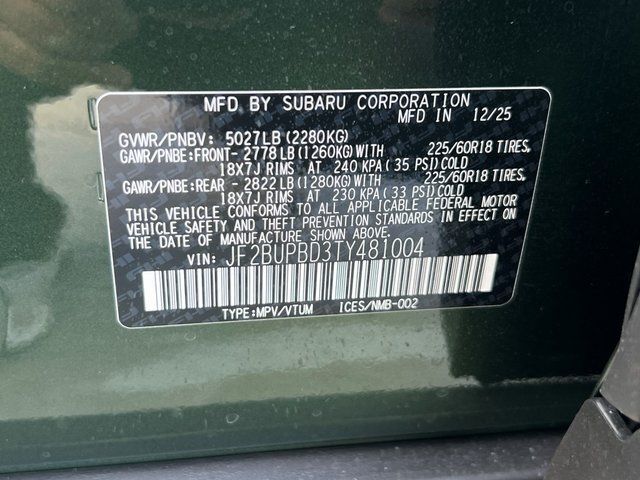 MFD BY SUBARU CORPORATION
MFD IN 12/25
GVWR/PNBV: 5027LB (2280KG)
GAWR/PNBE:FRONT- 2778 LB (1260KG)WITH 225/60R18 TIRES,
18X7J RIMS AT 240 KPA (35 PSI)COLD
GAWR/PNBE:REAR - 2822 LB (1280KG)WITH 225/60R18 TIRES,
18X7J RIMS AT 230 KPA (33 PSI)COLD
THIS VEHICLE CONFORMS TO ALL APPLICABLE FEDERAL MOTOR
VEHICLE SAFETY AND THEFT PREVENTION STANDARDS IN EFFECT ON
THE DATE OF MANUFACTURE SHOWN ABOVE.
VIN: JF2BUPBD3TY481004
TYPE:MPV/VTUM ICES/NMB-002